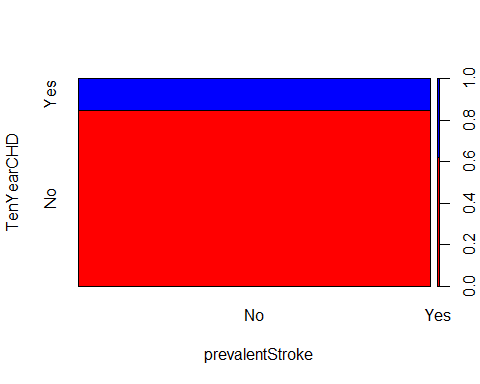 TenYearCHD
Yes
No
1.0
0.8
0.6
0.4
0.2
0.0
No
Yes
prevalentStroke